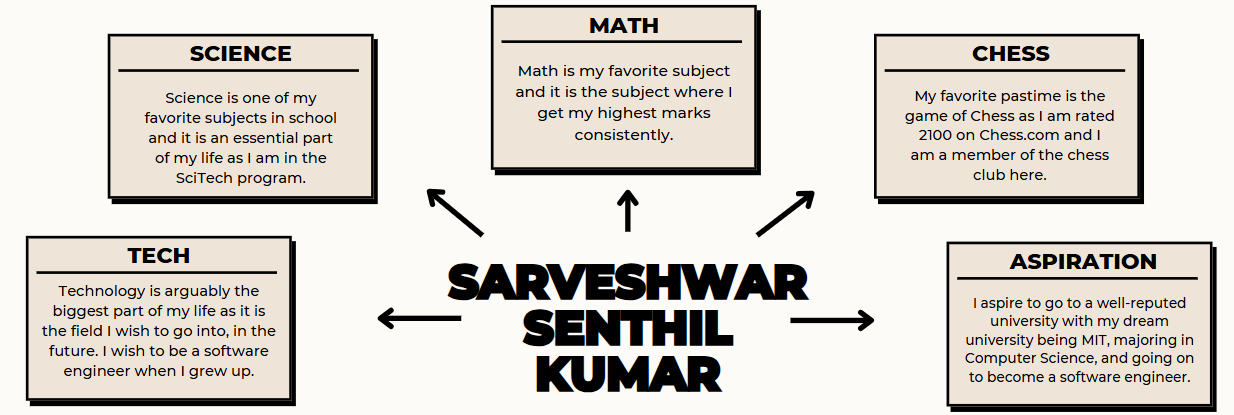 SCIENCE
Science is one of my
favorite subjects in school
and it is an essential part
of my life as I am in the
SciTech program.
MATH
Math is my favorite subject
and it is the subject where I
get my highest marks
consistently.
CHESS
My favorite pastime is the
game of Chess as I am rated
2100 on Chess.com and I
am a member of the chess
club here.
TECH
Technology is arguably the
biggest part of my life as it is
the field I wish to go into, in the
future. I wish to be a software
engineer when I grew up.
SARVESHWAR
SENTHIL
KUMAR
ASPIRATION
I aspire to go to a well-reputed
university with my dream
university being MIT, majoring in
Computer Science, and going on
to become a software engineer.